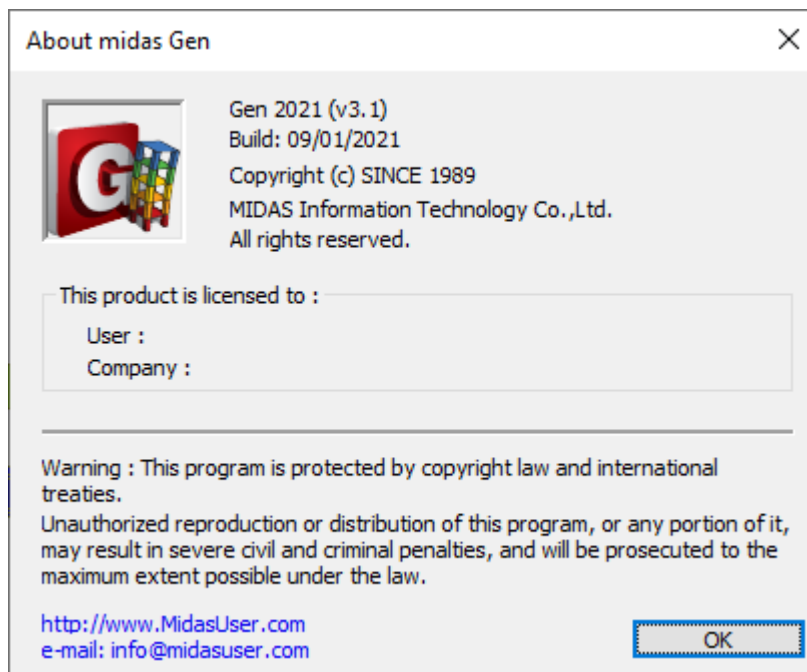 About midas Gen
G
Gen 2021 (v3.1)
Build: 09/01/2021
Copyright (c) SINCE 1989
MIDAS Information Technology Co.,Ltd.
All rights reserved.
This product is licensed to :
User :
Company :
Warning : This program is protected by copyright law and international
treaties.
Unauthorized reproduction or distribution of this program, or any portion of it,
may result in severe civil and criminal penalties, and will be prosecuted to the
maximum extent possible under the law.
http://www.MidasUser.com
e-mail: info@midasuser.com
OK